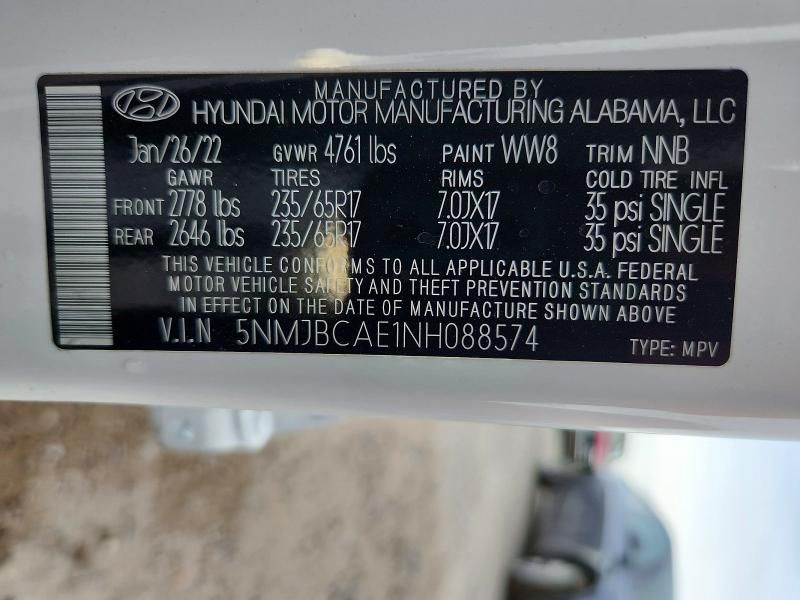 MANUFACTURED BY
HYUNDAI MOTOR MANUFACTURING ALABAMA, LLC
Jan/26/22 GVWR 4761 lbs PAINT WW8 TRIM NNB
GAWR TIRES RIMS COLD TIRE INFL
FRONT 2778 lbs 235/65R17 7.0JX17 35 psi SINGLE
REAR 2646 lbs 235/65R17 7.0JX17 35 psi SINGLE
THIS VEHICLE CONFORMS TO ALL APPLICABLE U.S.A. FEDERAL
MOTOR VEHICLE SAFETY AND THEFT PREVENTION STANDARDS
IN EFFECT ON THE DATE OF MANUFACTURE SHOWN ABOVE
V.I.N 5NMJBCAE1NH088574 TYPE: MPV